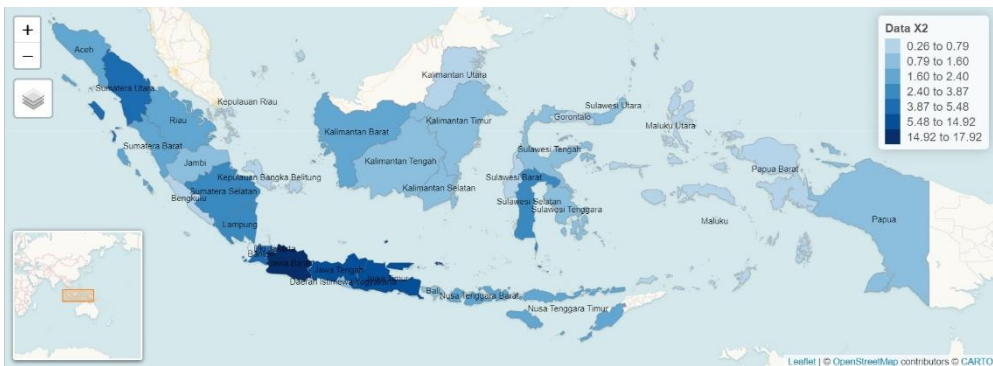 +
−
Aceh
Sumatera Utara
Kepulauan Riau
Riau
Sumatera Barat
Jambi
Kepulauan Bangka Belitung
Sumatera Selatan
Bengkulu
Lampung
Jawa Tengah
Daerah Istimewa Yogyakarta
Bali
Nusa Tenggara Barat
Nusa Tenggara Timur
Kalimantan Utara
Kalimantan Barat
Kalimantan Timur
Kalimantan Tengah
Kalimantan Selatan
Sulawesi Utara
Gorontalo
Sulawesi Tengah
Sulawesi Barat
Sulawesi Selatan
Sulawesi Tenggara
Maluku Utara
Maluku
Papua Barat
Papua
Data X2
0.26 to 0.79
0.79 to 1.60
1.60 to 2.40
2.40 to 3.87
3.87 to 5.48
5.48 to 14.92
14.92 to 17.92
Leaflet | © OpenStreetMap contributors © CARTO